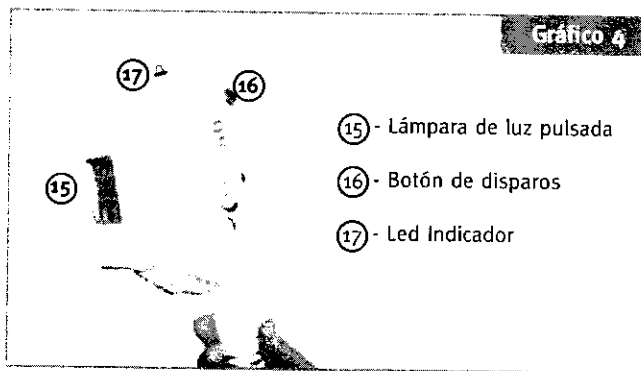 Gráfico 4
17
16
15 - Lámpara de luz pulsada
15
16 - Botón de disparos
17 - Led Indicador